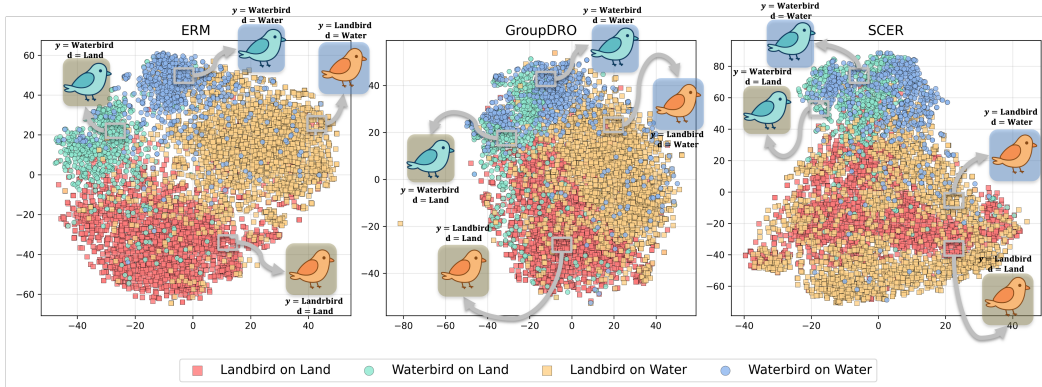 ERM
y = Waterbird
d = Water
y = Landbird
d = Water
y = Waterbird
d = Land
y = Landrbird
d = Land
60
40
20
0
−20
−40
−60
−40
−20
0
20
40
GroupDRO
y = Waterbird
d = Water
y = Landbird
d = Water
y = Waterbird
d = Land
y = Landbird
d = Land
40
20
0
−20
−40
−80
−60
−40
−20
0
20
40
SCER
y = Waterbird
d = Water
y = Waterbird
d = Land
y = Landbird
d = Water
y = Landbird
d = Land
80
60
40
20
0
−20
−40
−60
−40
−20
0
20
40
Landbird on Land
Waterbird on Land
Landbird on Water
Waterbird on Water